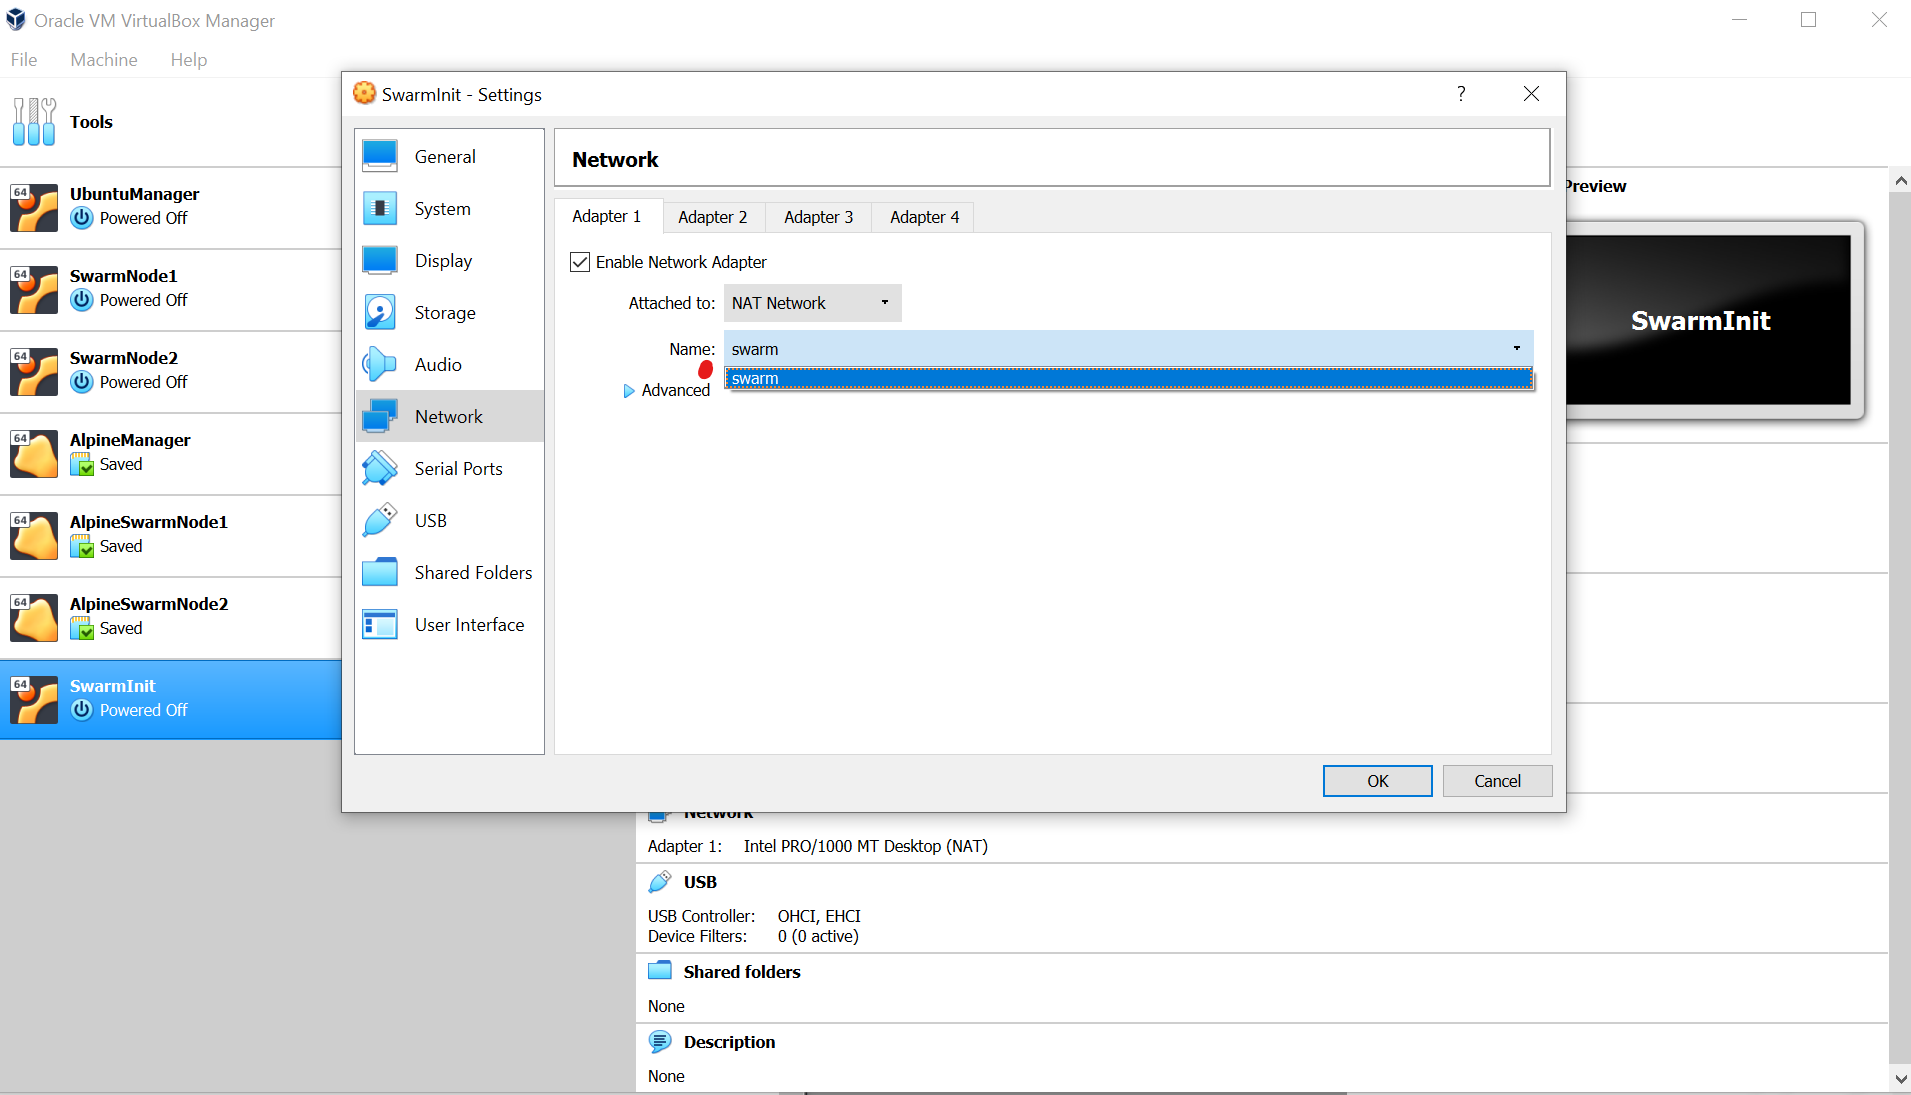 Oracle VM VirtualBox Manager
File Machine Help
Tools
64 UbuntuManager
Powered Off
64 SwarmNode1
Powered Off
64 SwarmNode2
Powered Off
64 AlpineManager
Saved
64 AlpineSwarmNode1
Saved
64 AlpineSwarmNode2
Saved
64 SwarmInit
Powered Off
SwarmInit - Settings
?
General
System
Display
Storage
Audio
Network
Serial Ports
USB
Shared Folders
User Interface
Network
Adapter 1 Adapter 2 Adapter 3 Adapter 4
Enable Network Adapter
Attached to: NAT Network
Name: swarm
swarm
Advanced
OK Cancel
Preview
SwarmInit
Network
Adapter 1: Intel PRO/1000 MT Desktop (NAT)
USB
USB Controller: OHCI, EHCI
Device Filters: 0 (0 active)
Shared folders
None
Description
None